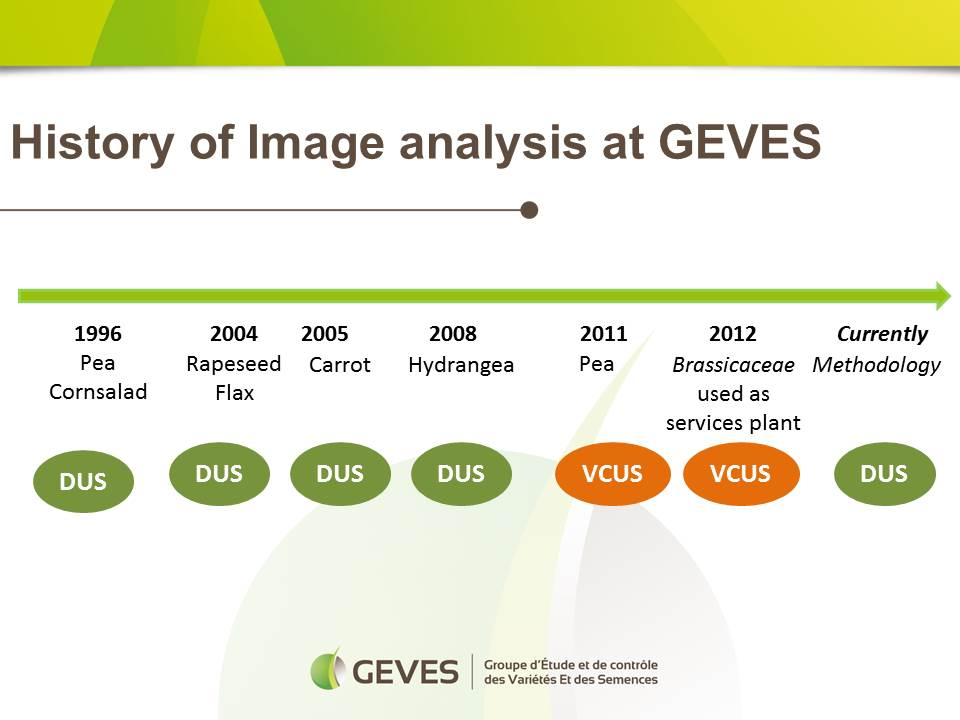 History of Image analysis at GEVES
1996
Pea
Cornsalad
DUS
2004
Rapeseed
Flax
DUS
2005
Carrot
DUS
2008
Hydrangea
DUS
2011
Pea
VCUS
2012
Brassicaceae
used as
services plant
VCUS
Currently
Methodology
DUS
GEVES
Groupe d'Étude et de contrôle
des Variétés Et des Semences